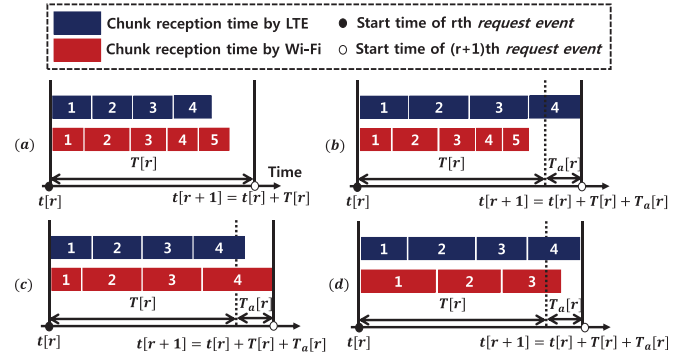 Chunk reception time by LTE
Start time of rth request event
Chunk reception time by Wi-Fi
Start time of (r+1)th request event
(a)
1 2 3 4
1 2 3 4 5
T[r]
Time
t[r]
t[r + 1] = t[r] + T[r]
(b)
1 2 3 4
1 2 3 4 5
T[r]
Tₐ[r]
t[r]
t[r + 1] = t[r] + T[r] + Tₐ[r]
(c)
1 2 3 4
1 2 3 4
T[r]
Tₐ[r]
t[r]
t[r + 1] = t[r] + T[r] + Tₐ[r]
(d)
1 2 3 4
1 2 3
T[r]
Tₐ[r]
t[r]
t[r + 1] = t[r] + T[r] + Tₐ[r]